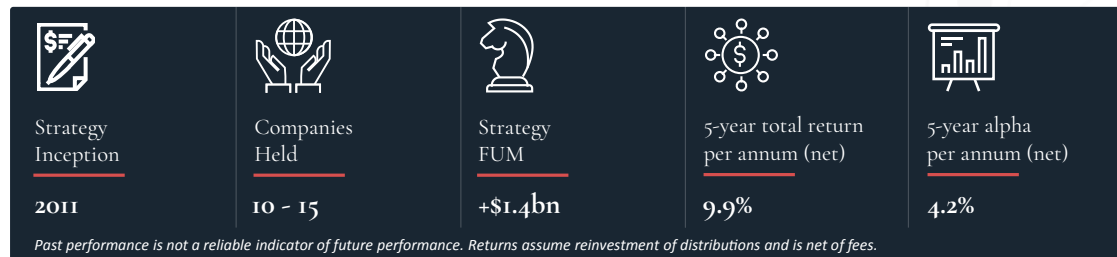 $
Strategy
Inception
2011
Companies
Held
10 - 15
Strategy
FUM
+$1.4bn
$
5-year total return
per annum (net)
9.9%
5-year alpha
per annum (net)
4.2%
Past performance is not a reliable indicator of future performance. Returns assume reinvestment of distributions and is net of fees.